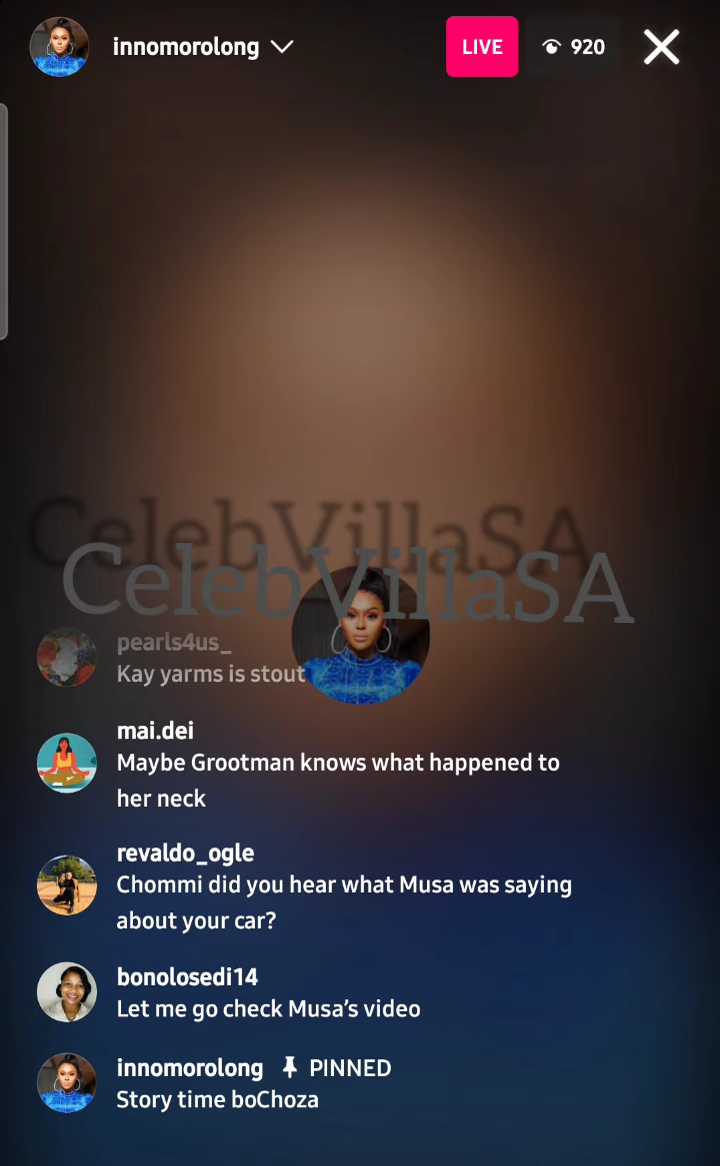 innomorolong
LIVE
920
CelebVillaSA
CelebVillaSA
pearls4us_
Kay yarms is stout
mai.dei
Maybe Grootman knows what happened to
her neck
revaldo_ogle
Chommi did you hear what Musa was saying
about your car?
bonolosedi14
Let me go check Musa’s video
innomorolong PINNED
Story time boChoza